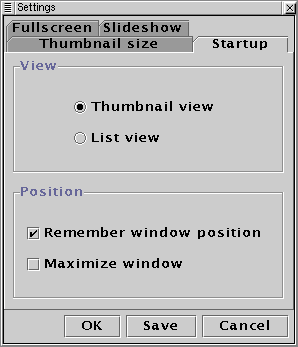 Settings
Fullscreen Slideshow
Thumbnail size Startup
View
Thumbnail view
List view
Position
Remember window position
Maximize window
OK Save Cancel